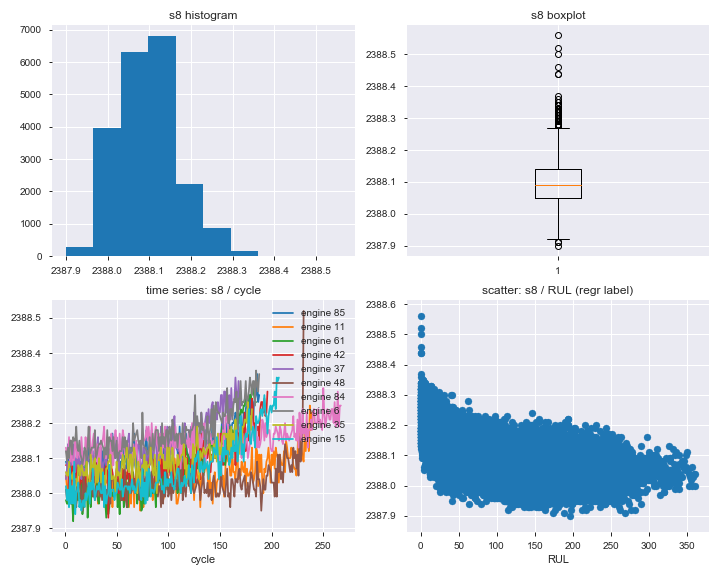 s8 histogram
7000
6000
5000
4000
3000
2000
1000
0
2387.9 2388.0 2388.1 2388.2 2388.3 2388.4 2388.5
s8 boxplot
2388.5
2388.4
2388.3
2388.2
2388.1
2388.0
2387.9
1
time series: s8 / cycle
2388.5
2388.4
2388.3
2388.2
2388.1
2388.0
2387.9
engine 85
engine 11
engine 61
engine 42
engine 37
engine 48
engine 84
engine 6
engine 35
engine 15
0 50 100 150 200 250
cycle
scatter: s8 / RUL (regr label)
2388.6
2388.5
2388.4
2388.3
2388.2
2388.1
2388.0
2387.9
0 50 100 150 200 250 300 350
RUL